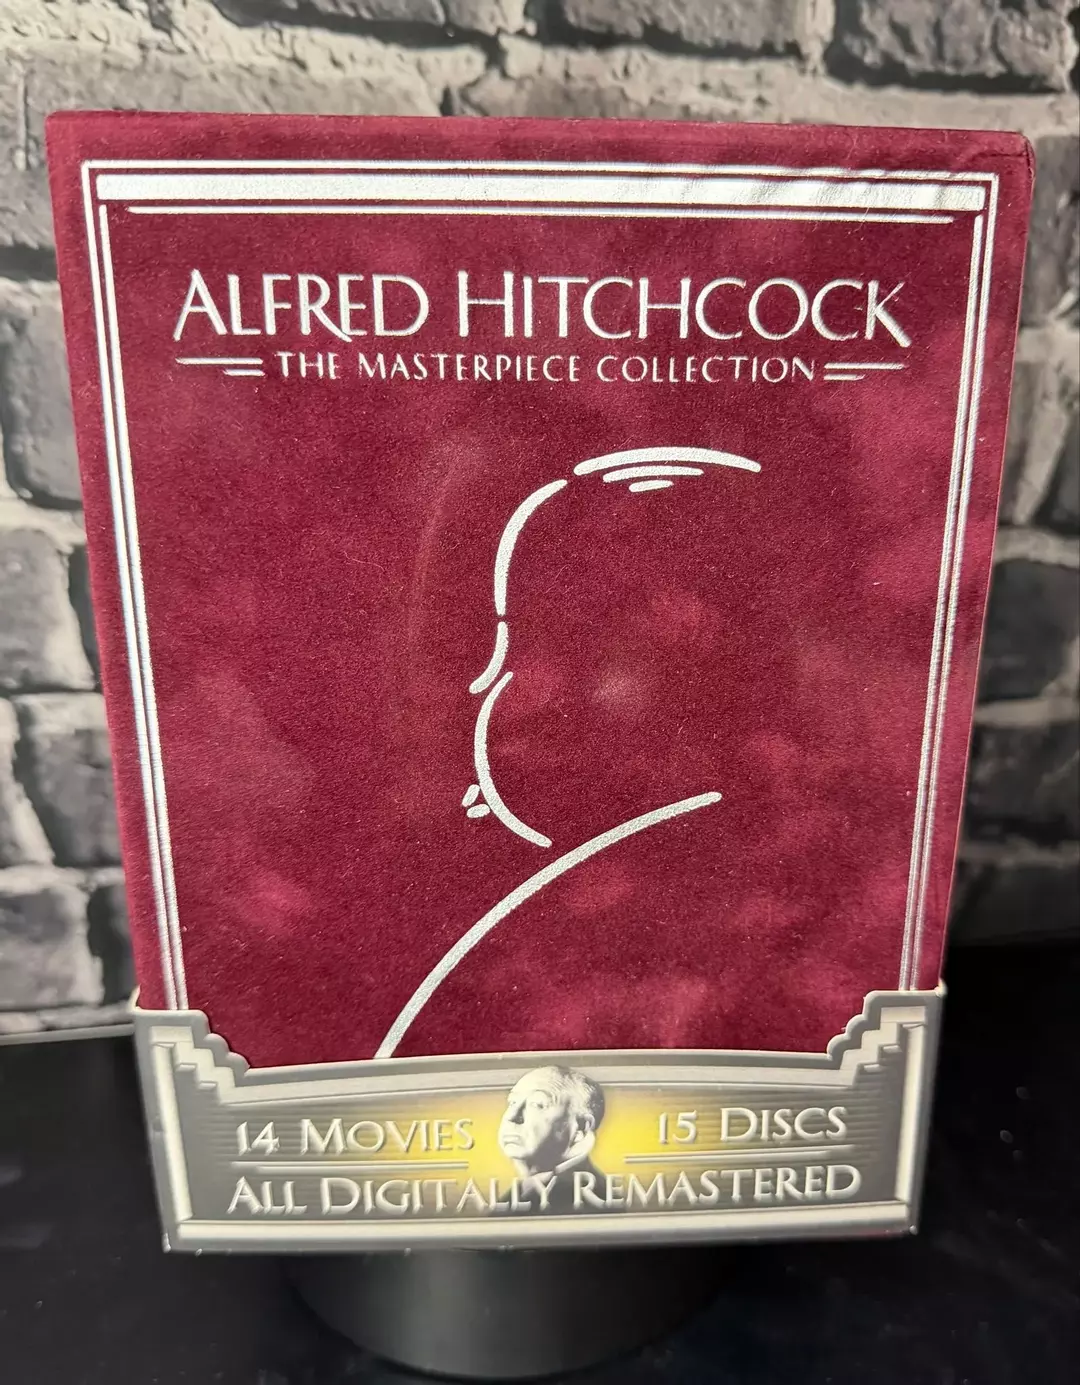 ALFRED HITCHCOCK
THE MASTERPIECE COLLECTION
14 MOVIES 15 DISCS
ALL DIGITALLY REMASTERED